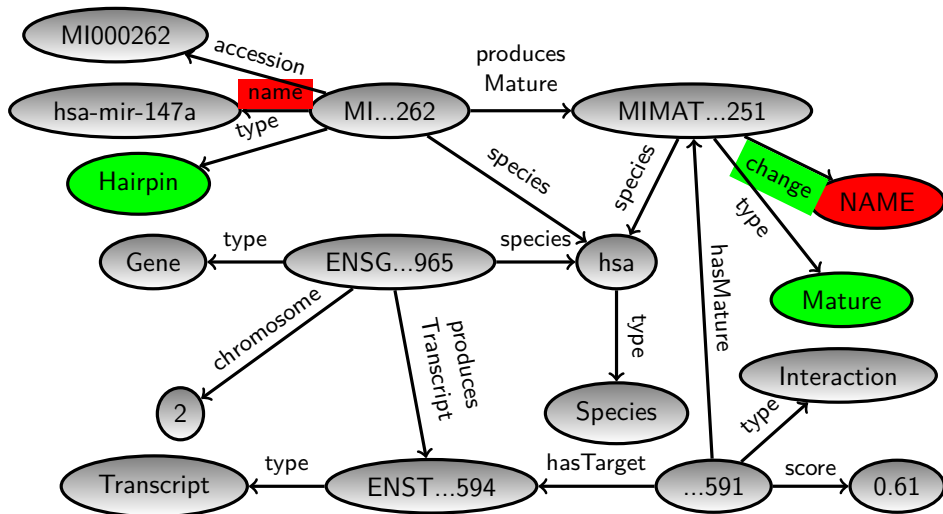 MI000262
accession
produces
Mature
name
hsa-mir-147a
MI...262
MIMAT...251
type
Hairpin
species
species
change
NAME
type
Gene
type
ENSG...965
species
hsa
hasMature
Mature
chromosome
produces
Transcript
type
Interaction
2
Species
type
Transcript
type
ENST...594
hasTarget
...591
score
0.61